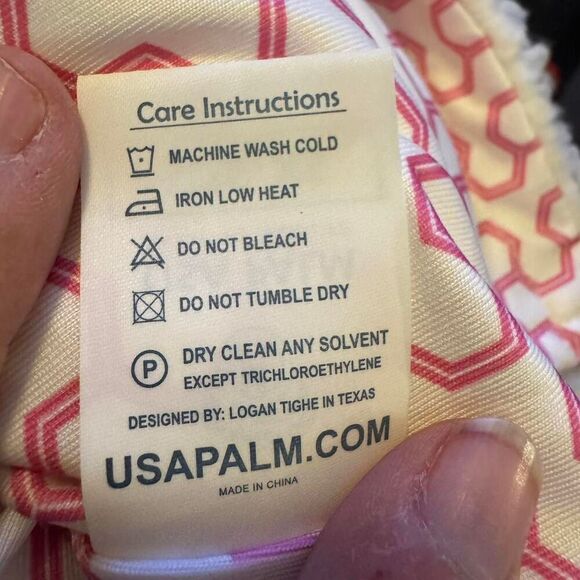 Care Instructions
MACHINE WASH COLD
IRON LOW HEAT
DO NOT BLEACH
DO NOT TUMBLE DRY
P
DRY CLEAN ANY SOLVENT
EXCEPT TRICHLOROETHYLENE
DESIGNED BY: LOGAN TIGHE IN TEXAS
USAPALM.COM
MADE IN CHINA